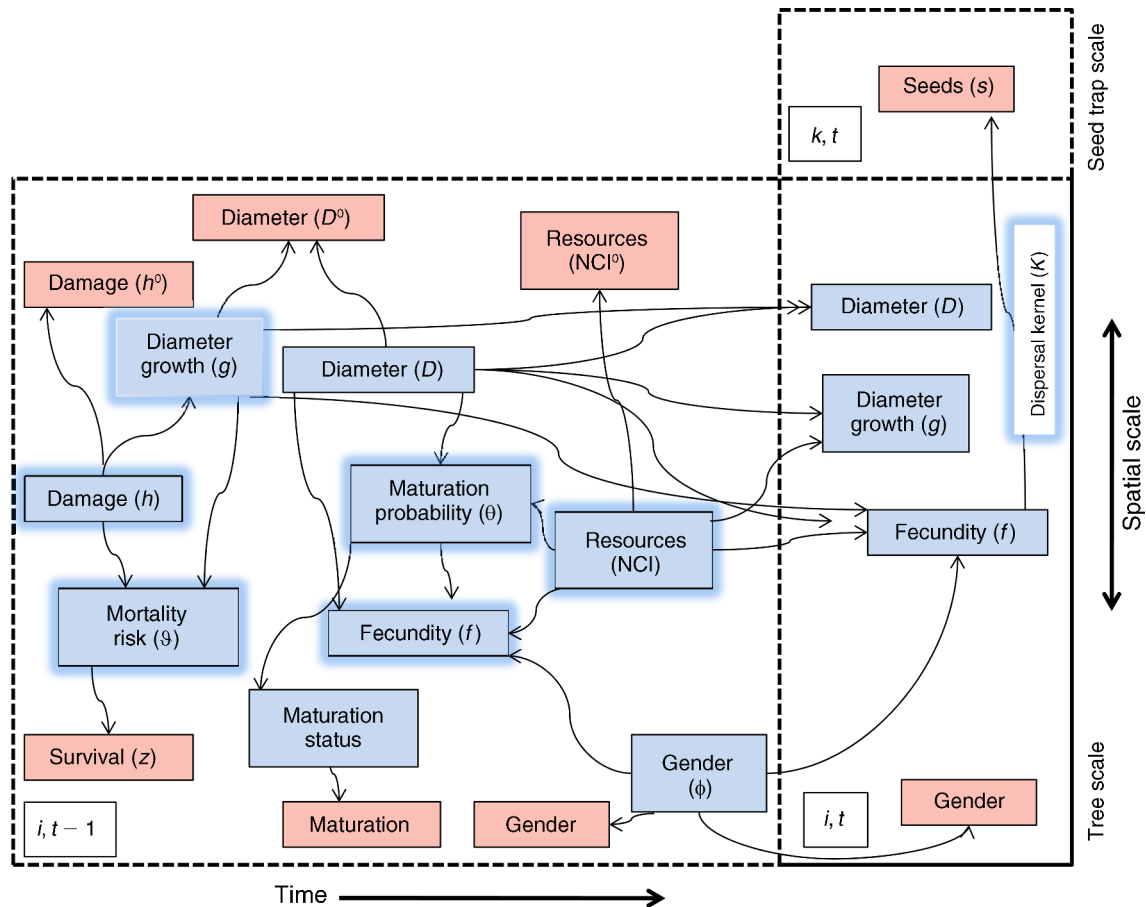 Seed trap scale
Seeds (s)
k, t
Diameter (D⁰)
Resources
(NCI⁰)
Damage (h⁰)
Diameter
growth (g)
Diameter (D)
Diameter (D)
Dispersal kernel (K)
Diameter
growth (g)
Spatial scale
Damage (h)
Maturation
probability (θ)
Resources
(NCI)
Fecundity (f)
Mortality
risk (ϑ)
Fecundity (f)
Maturation
status
Survival (z)
Gender
(ϕ)
Tree scale
i, t − 1
Maturation
Gender
i, t
Gender
Time